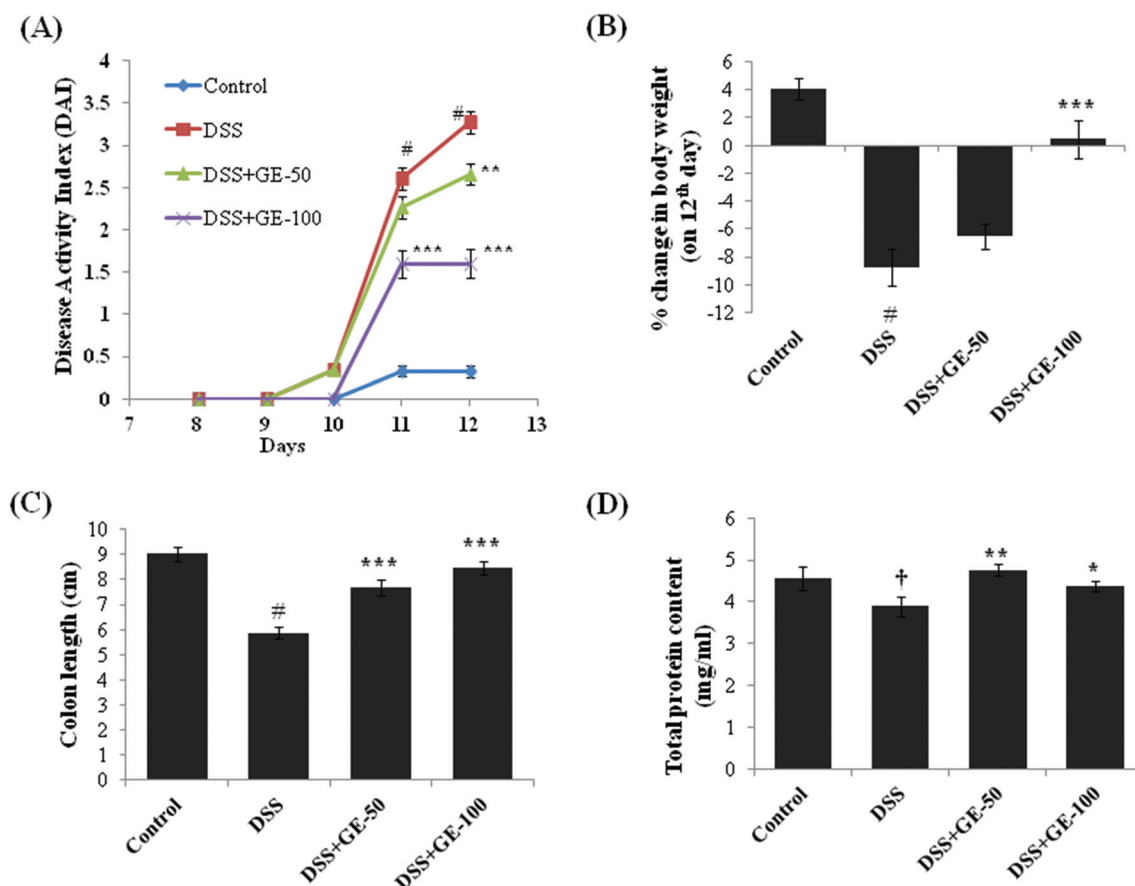 (A)
Disease Activity Index (DAI)
4
3.5
3
2.5
2
1.5
1
0.5
0
Control
DSS
DSS+GE-50
DSS+GE-100
#
#
**
***
***
7
8
9
10
11
12
13
Days
(B)
% change in body weight
(on 12th day)
6
4
2
0
-2
-4
-6
-8
-10
-12
#
***
Control
DSS
DSS+GE-50
DSS+GE-100
(C)
Colon length (cm)
10
9
8
7
6
5
4
3
2
1
0
#
***
***
Control
DSS
DSS+GE-50
DSS+GE-100
(D)
Total protein content
(mg/ml)
6
5
4
3
2
1
0
†
**
*
Control
DSS
DSS+GE-50
DSS+GE-100